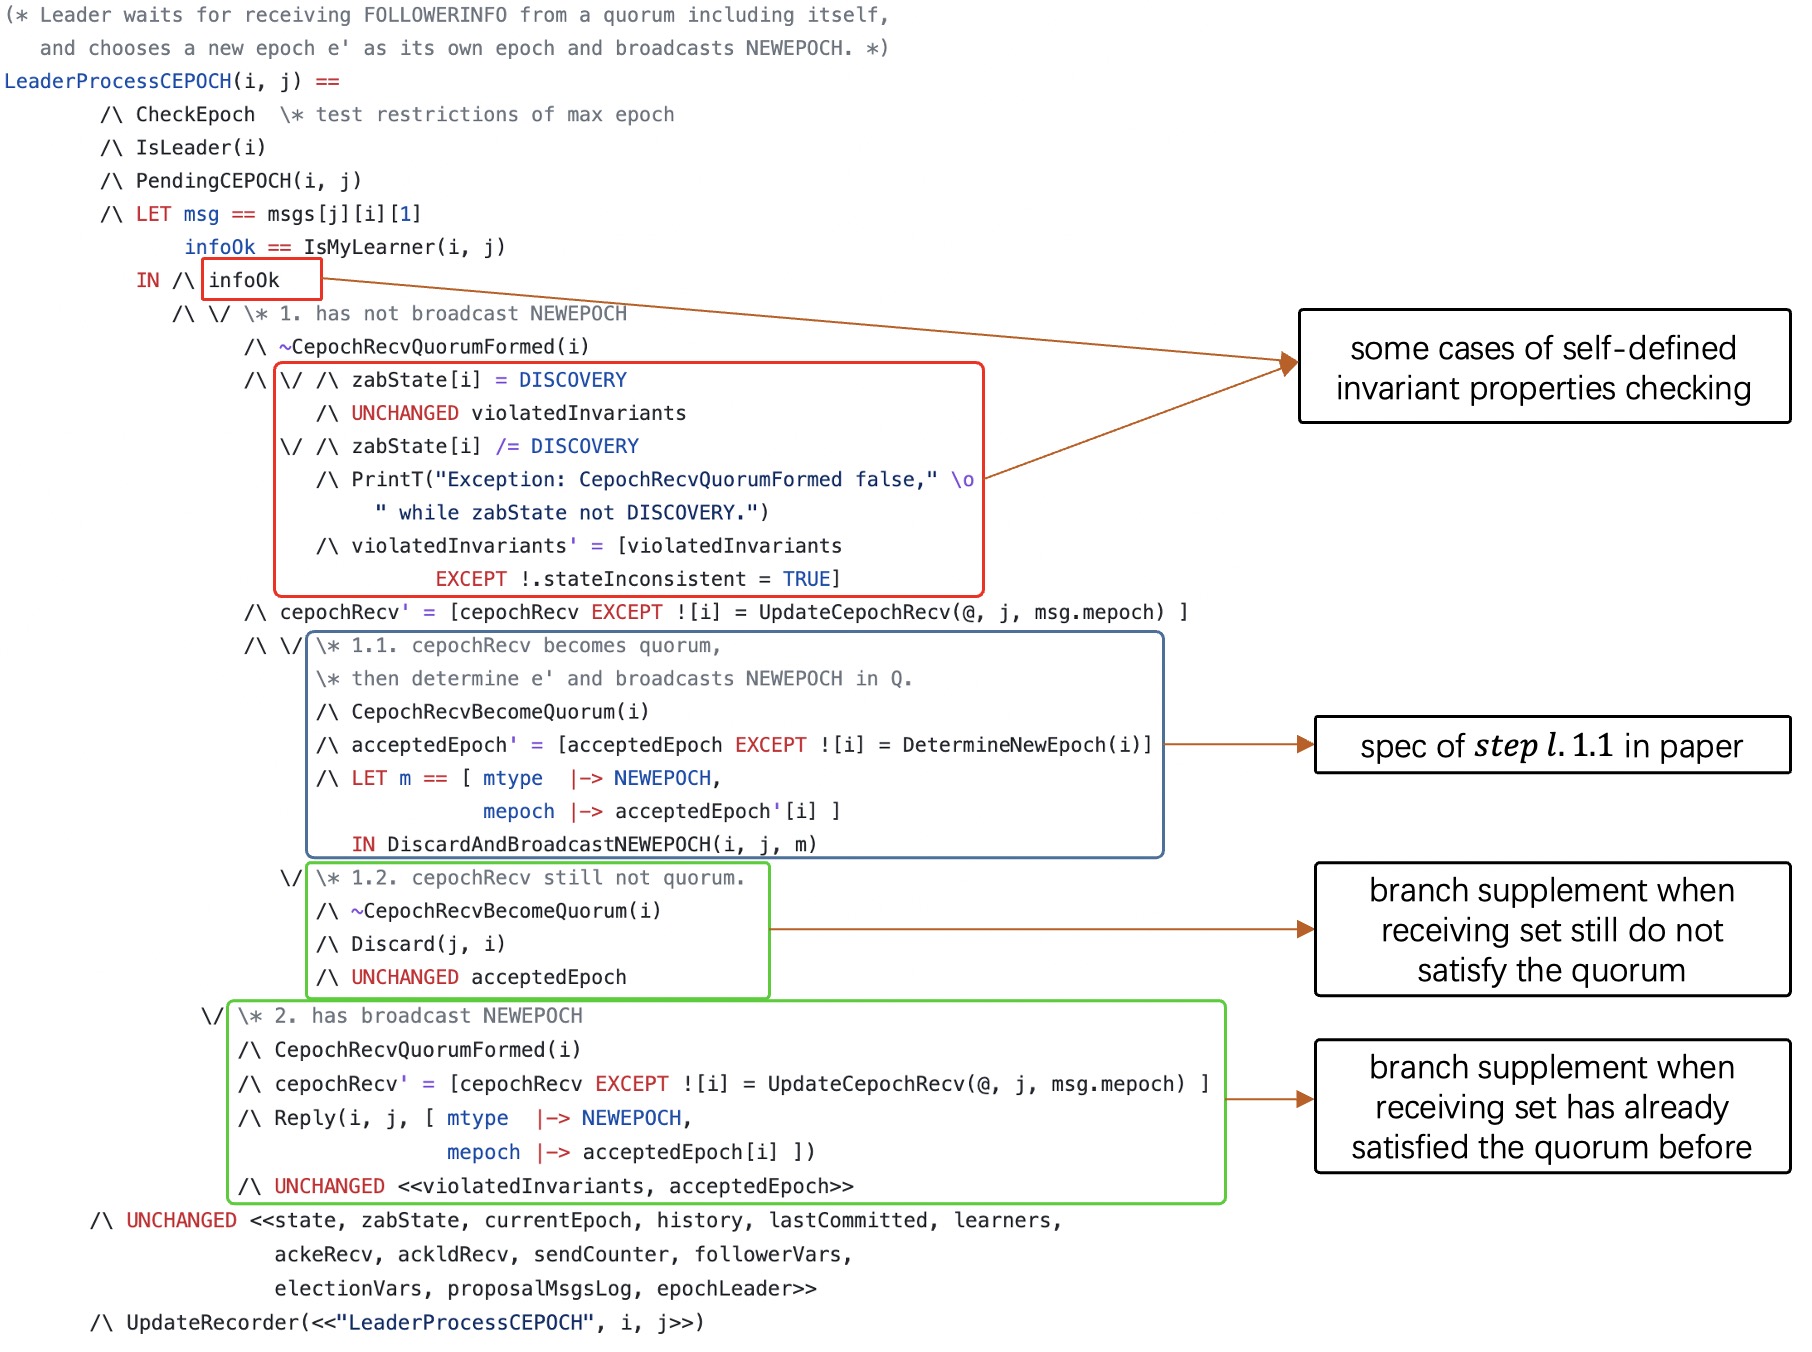 (* Leader waits for receiving FOLLOWERINFO from a quorum including itself,
and chooses a new epoch e' as its own epoch and broadcasts NEWEPOCH. *)
LeaderProcessCEPOCH(i, j) ==
/\ CheckEpoch  \* test restrictions of max epoch
/\ IsLeader(i)
/\ PendingCEPOCH(i, j)
/\ LET msg == msgs[j][i][1]
infoOk == IsMyLearner(i, j)
IN /\ infoOk
/\ \/ \* 1. has not broadcast NEWEPOCH
/\ ~CepochRecvQuorumFormed(i)
/\ \/ /\ zabState[i] = DISCOVERY
/\ UNCHANGED violatedInvariants
\/ /\ zabState[i] /= DISCOVERY
/\ PrintT("Exception: CepochRecvQuorumFormed false," \o
" while zabState not DISCOVERY.")
/\ violatedInvariants' = [violatedInvariants
EXCEPT !.stateInconsistent = TRUE]
/\ cepochRecv' = [cepochRecv EXCEPT ![i] = UpdateCepochRecv(@, j, msg.mepoch) ]
/\ \/ \* 1.1. cepochRecv becomes quorum,
\* then determine e' and broadcasts NEWEPOCH in Q.
/\ CepochRecvBecomeQuorum(i)
/\ acceptedEpoch' = [acceptedEpoch EXCEPT ![i] = DetermineNewEpoch(i)]
/\ LET m == [ mtype  |-> NEWEPOCH,
mepoch |-> acceptedEpoch'[i] ]
IN DiscardAndBroadcastNEWEPOCH(i, j, m)
\/ \* 1.2. cepochRecv still not quorum.
/\ ~CepochRecvBecomeQuorum(i)
/\ Discard(j, i)
/\ UNCHANGED acceptedEpoch
\/ \* 2. has broadcast NEWEPOCH
/\ CepochRecvQuorumFormed(i)
/\ cepochRecv' = [cepochRecv EXCEPT ![i] = UpdateCepochRecv(@, j, msg.mepoch) ]
/\ Reply(i, j, [ mtype  |-> NEWEPOCH,
mepoch |-> acceptedEpoch[i] ])
/\ UNCHANGED <<violatedInvariants, acceptedEpoch>>
/\ UNCHANGED <<state, zabState, currentEpoch, history, lastCommitted, learners,
ackeRecv, ackldRecv, sendCounter, followerVars,
electionVars, proposalMsgsLog, epochLeader>>
/\ UpdateRecorder(<<"LeaderProcessCEPOCH", i, j>>)
some cases of self-defined
invariant properties checking
spec of step l. 1.1 in paper
branch supplement when
receiving set still do not
satisfy the quorum
branch supplement when
receiving set has already
satisfied the quorum before